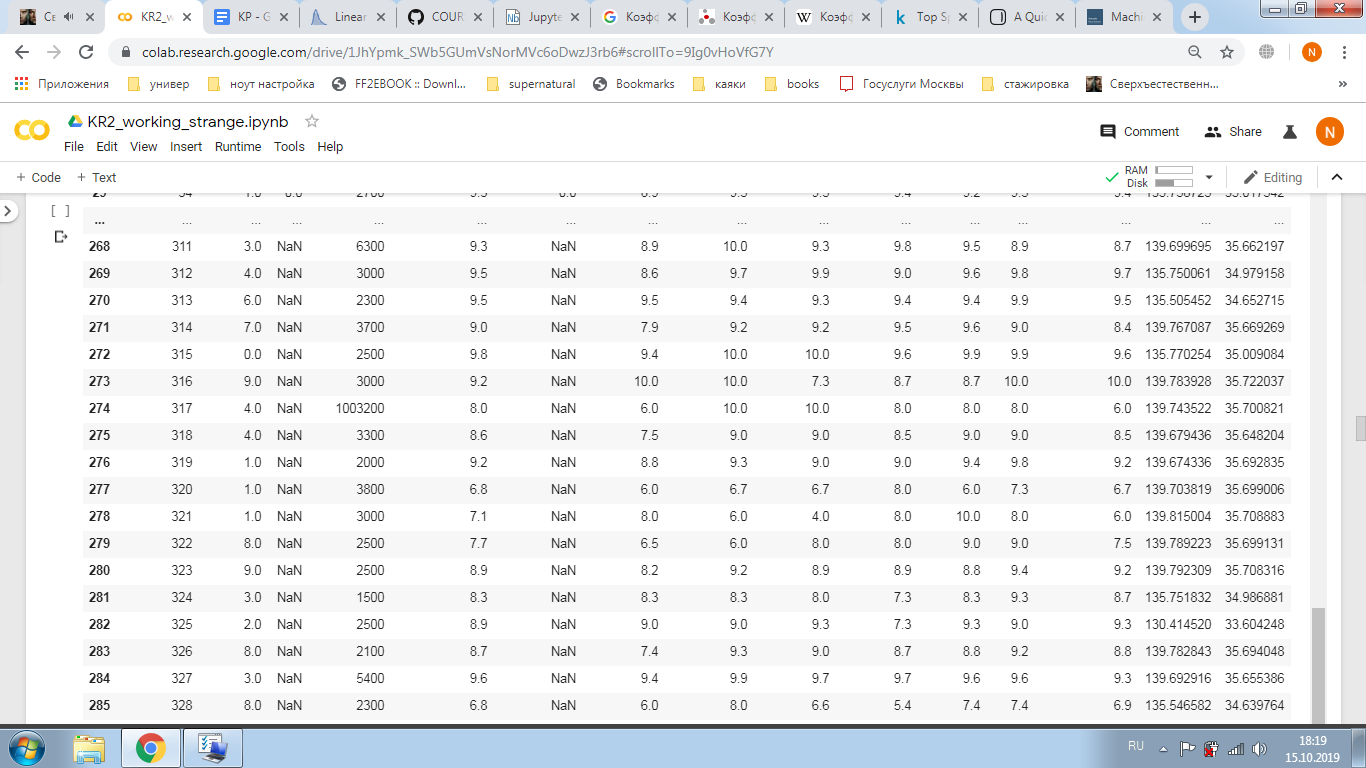 Св
KR2_w
KP - G
Linear
COUR
Jupyte
Коэфф
Коэфф
Коэфф
Top Sp
A Quic
Machi
colab.research.google.com/drive/1JhYpmk_SWb5GUmVsNorMVc6oDwzJ3rb6#scrollTo=9Ig0vHoVfG7Y
N
Приложения универ ноут настройка FF2EBOOK :: Downl... supernatural Bookmarks каяки books Госуслуги Москвы стажировка Сверхъестественн... »
KR2_working_strange.ipynb
File Edit View Insert Runtime Tools Help
Comment Share N
+ Code + Text RAM Disk Editing
[ ] ... ... ... ... ... ... ... ... ... ... ... ... ... ... ... ...
268 311 3.0 NaN 6300 9.3 NaN 8.9 10.0 9.3 9.8 9.5 8.9 8.7 139.699695 35.662197
269 312 4.0 NaN 3000 9.5 NaN 8.6 9.7 9.9 9.0 9.6 9.8 9.7 135.750061 34.979158
270 313 6.0 NaN 2300 9.5 NaN 9.5 9.4 9.3 9.4 9.4 9.9 9.5 135.505452 34.652715
271 314 7.0 NaN 3700 9.0 NaN 7.9 9.2 9.2 9.5 9.6 9.0 8.4 139.767087 35.669269
272 315 0.0 NaN 2500 9.8 NaN 9.4 10.0 10.0 9.6 9.9 9.9 9.6 135.770254 35.009084
273 316 9.0 NaN 3000 9.2 NaN 10.0 10.0 7.3 8.7 8.7 10.0 10.0 139.783928 35.722037
274 317 4.0 NaN 1003200 8.0 NaN 6.0 10.0 10.0 8.0 8.0 8.0 6.0 139.743522 35.700821
275 318 4.0 NaN 3300 8.6 NaN 7.5 9.0 9.0 8.5 9.0 9.0 8.5 139.679436 35.648204
276 319 1.0 NaN 2000 9.2 NaN 8.8 9.3 9.0 9.0 9.4 9.8 9.2 139.674336 35.692835
277 320 1.0 NaN 3800 6.8 NaN 6.0 6.7 6.7 8.0 6.0 7.3 6.7 139.703819 35.699006
278 321 1.0 NaN 3000 7.1 NaN 8.0 6.0 4.0 8.0 10.0 8.0 6.0 139.815004 35.708883
279 322 8.0 NaN 2500 7.7 NaN 6.5 6.0 8.0 8.0 9.0 9.0 7.5 139.789223 35.699131
280 323 9.0 NaN 2500 8.9 NaN 8.2 9.2 8.9 8.9 8.8 9.4 9.2 139.792309 35.708316
281 324 3.0 NaN 1500 8.3 NaN 8.3 8.3 8.0 7.3 8.3 9.3 8.7 135.751832 34.986881
282 325 2.0 NaN 2500 8.9 NaN 9.0 9.0 9.3 7.3 9.3 9.0 9.3 130.414520 33.604248
283 326 8.0 NaN 2100 8.7 NaN 7.4 9.3 9.0 8.7 8.8 9.2 8.8 139.782843 35.694048
284 327 3.0 NaN 5400 9.6 NaN 9.4 9.9 9.7 9.7 9.6 9.6 9.3 139.692916 35.655386
285 328 8.0 NaN 2300 6.8 NaN 6.0 8.0 6.6 5.4 7.4 7.4 6.9 135.546582 34.639764
RU 18:19
15.10.2019